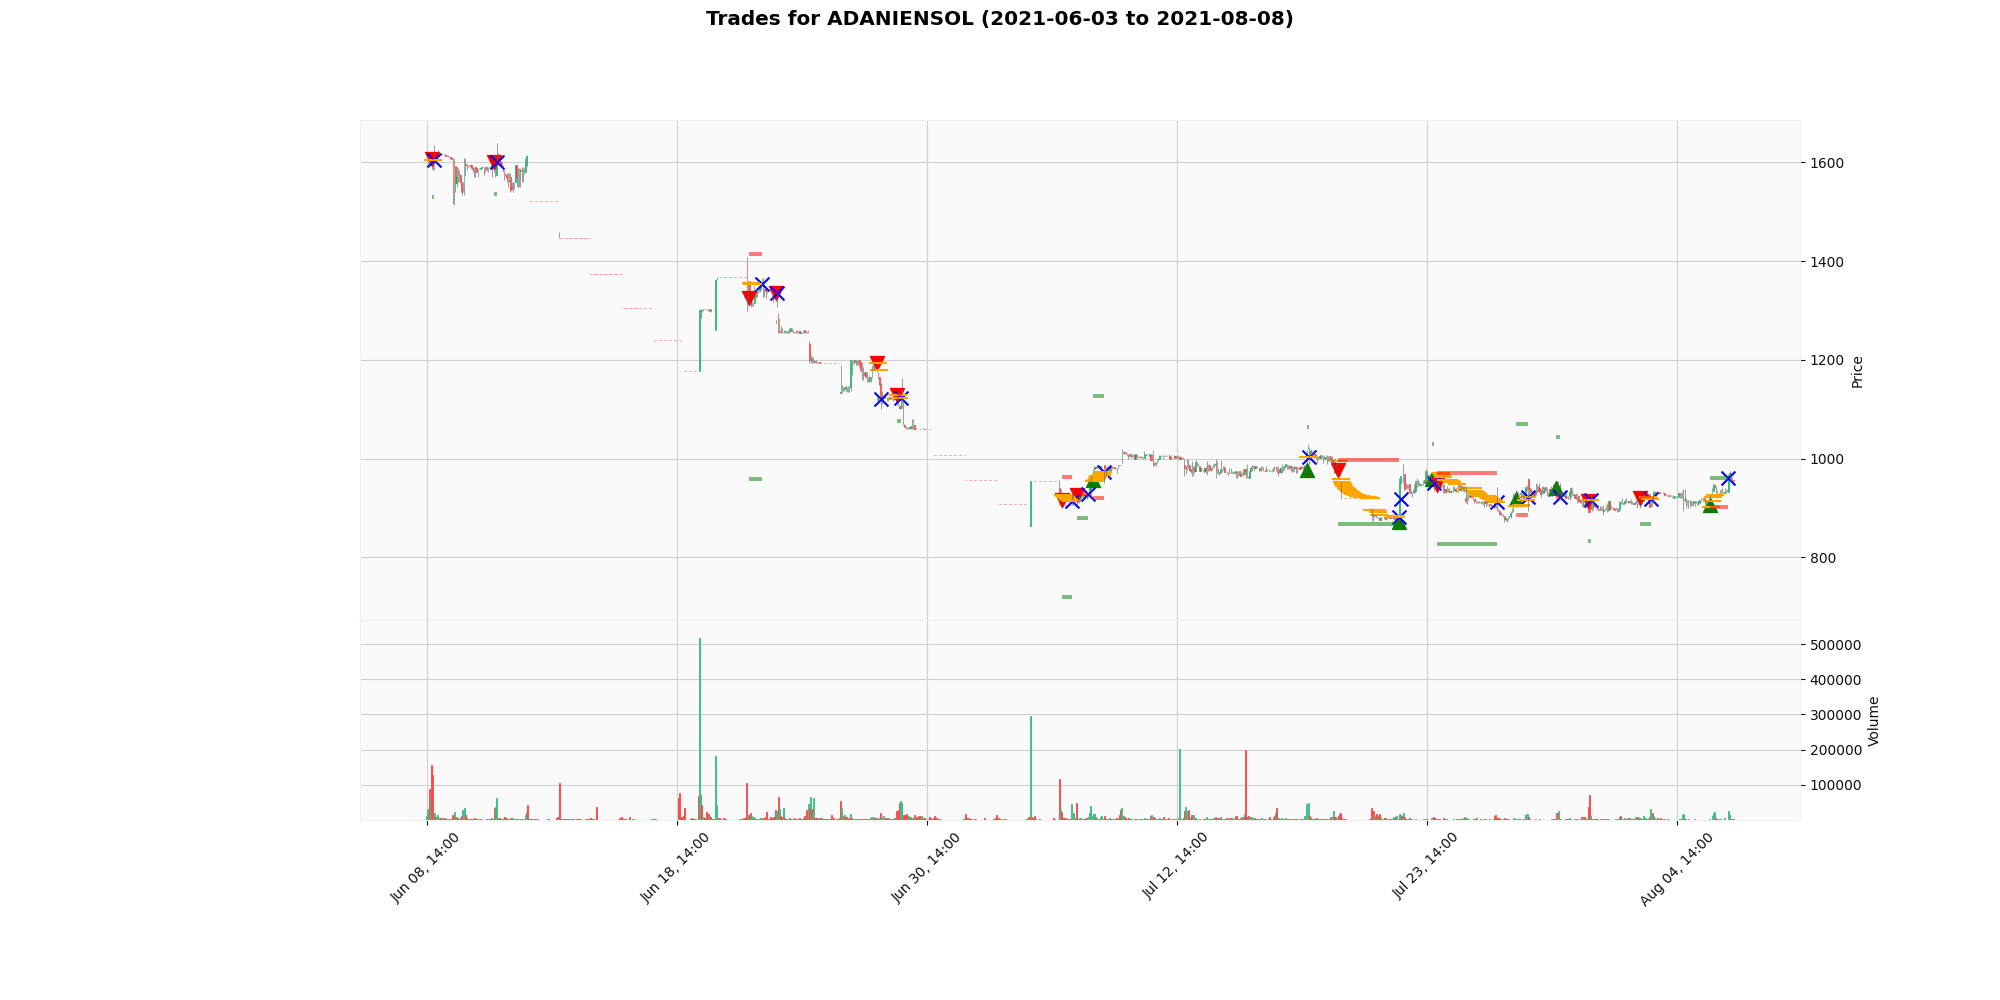 Trades for ADANIENSOL (2021-06-03 to 2021-08-08)
1600
1400
1200
1000
800
Price
500000
400000
300000
200000
100000
Volume
Jun 08, 14:00
Jun 18, 14:00
Jun 30, 14:00
Jul 12, 14:00
Jul 23, 14:00
Aug 04, 14:00